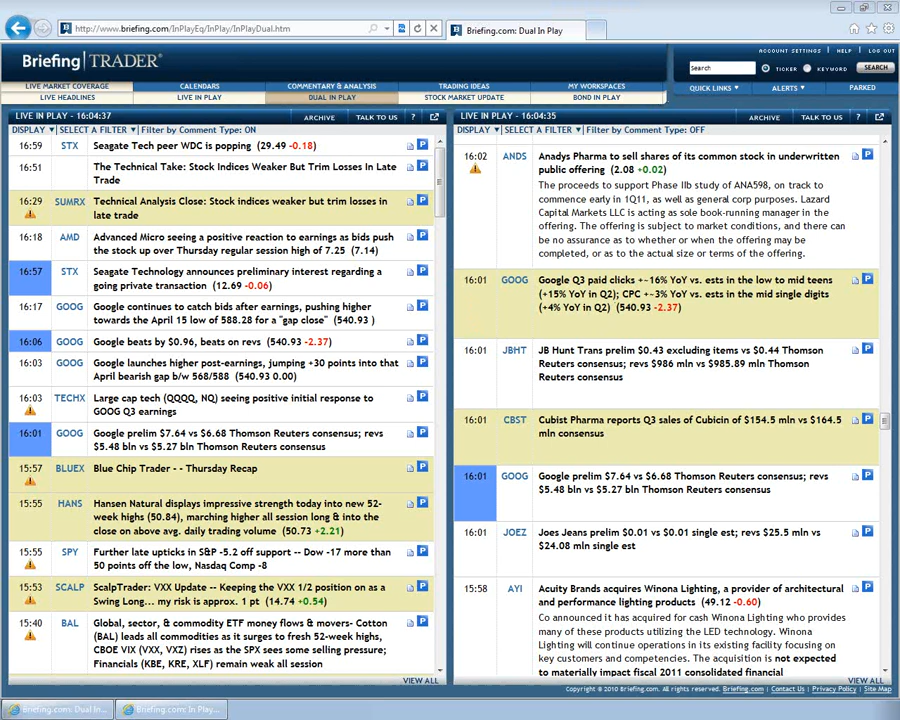 http://www.briefing.com/InPlayEq/InPlay/InPlayDual.htm
Briefing.com: Dual In Play
Briefing TRADER®
ACCOUNT SETTINGS | HELP | LOG OUT
Search TICKER KEYWORD SEARCH
LIVE MARKET COVERAGE CALENDARS COMMENTARY & ANALYSIS TRADING IDEAS MY WORKSPACES QUICK LINKS ALERTS PARKED
LIVE HEADLINES LIVE IN PLAY DUAL IN PLAY STOCK MARKET UPDATE BOND IN PLAY
LIVE IN PLAY - 16:04:37 ARCHIVE TALK TO US ?
DISPLAY SELECT A FILTER Filter by Comment Type: ON
16:59 STX Seagate Tech peer WDC is popping (29.49 -0.18)
16:51 The Technical Take: Stock Indices Weaker But Trim Losses In Late
Trade
16:29 SUMRX Technical Analysis Close: Stock indices weaker but trim losses in
late trade
16:18 AMD Advanced Micro seeing a positive reaction to earnings as bids push
the stock up over Thursday regular session high of 7.25 (7.14)
16:57 STX Seagate Technology announces preliminary interest regarding a
going private transaction (12.69 -0.06)
16:17 GOOG Google continues to catch bids after earnings, pushing higher
towards the April 15 low of 588.28 for a "gap close" (540.93 )
16:06 GOOG Google beats by $0.96, beats on revs (540.93 -2.37)
16:03 GOOG Google launches higher post-earnings, jumping +30 points into that
April bearish gap b/w 568/588 (540.93 0.00)
16:03 TECHX Large cap tech (QQQQ, NQ) seeing positive initial response to
GOOG Q3 earnings
16:01 GOOG Google prelim $7.64 vs $6.68 Thomson Reuters consensus; revs
$5.48 bln vs $5.27 bln Thomson Reuters consensus
15:57 BLUEX Blue Chip Trader - - Thursday Recap
15:55 HANS Hansen Natural displays impressive strength today into new 52-
week highs (50.84), marching higher all session long & into the
close on above avg. daily trading volume (50.73 +2.21)
15:55 SPY Further late upticks in S&P -5.2 off support -- Dow -17 more than
50 points off the low, Nasdaq Comp -8
15:53 SCALP ScalpTrader: VXX Update -- Keeping the VXX 1/2 position on as a
Swing Long... my risk is approx. 1 pt (14.74 +0.54)
15:40 BAL Global, sector, & commodity ETF money flows & movers- Cotton
(BAL) leads all commodities as it surges to fresh 52-week highs,
CBOE VIX (VXX, VXZ) rises as the SPX sees some selling pressure;
Financials (KBE, KRE, XLF) remain weak all session
VIEW ALL
LIVE IN PLAY - 16:04:35 ARCHIVE TALK TO US ?
DISPLAY SELECT A FILTER Filter by Comment Type: OFF
16:02 ANDS Anadys Pharma to sell shares of its common stock in underwritten
public offering (2.08 +0.02)
The proceeds to support Phase IIb study of ANA598, on track to
commence early in 1Q11, as well as general corp purposes. Lazard
Capital Markets LLC is acting as sole book-running manager in the
offering. The offering is subject to market conditions, and there can
be no assurance as to whether or when the offering may be
completed, or as to the actual size or terms of the offering.
16:01 GOOG Google Q3 paid clicks +~16% YoY vs. ests in the low to mid teens
(+15% YoY in Q2); CPC +~3% YoY vs. ests in the mid single digits
(+4% YoY in Q2) (540.93 -2.37)
16:01 JBHT JB Hunt Trans prelim $0.43 excluding items vs $0.44 Thomson
Reuters consensus; revs $986 mln vs $985.89 mln Thomson
Reuters consensus
16:01 CBST Cubist Pharma reports Q3 sales of Cubicin of $154.5 mln vs $164.5
mln consensus
16:01 GOOG Google prelim $7.64 vs $6.68 Thomson Reuters consensus; revs
$5.48 bln vs $5.27 bln Thomson Reuters consensus
16:01 JOEZ Joes Jeans prelim $0.01 vs $0.01 single est; revs $25.5 mln vs
$24.08 mln single est
15:58 AYI Acuity Brands acquires Winona Lighting, a provider of architectural
and performance lighting products (49.12 -0.60)
Co announced it has acquired for cash Winona Lighting who provides
many of these products utilizing the LED technology. Winona
Lighting will continue operations in its existing facility focusing on
key customers and competencies. The acquisition is not expected
to materially impact fiscal 2011 consolidated financial
VIEW ALL
Copyright © 2010 Briefing.com. All rights reserved. Briefing.com | Contact Us | Privacy Policy | Site Map
Briefing.com: Dual In... Briefing.com: In Play...